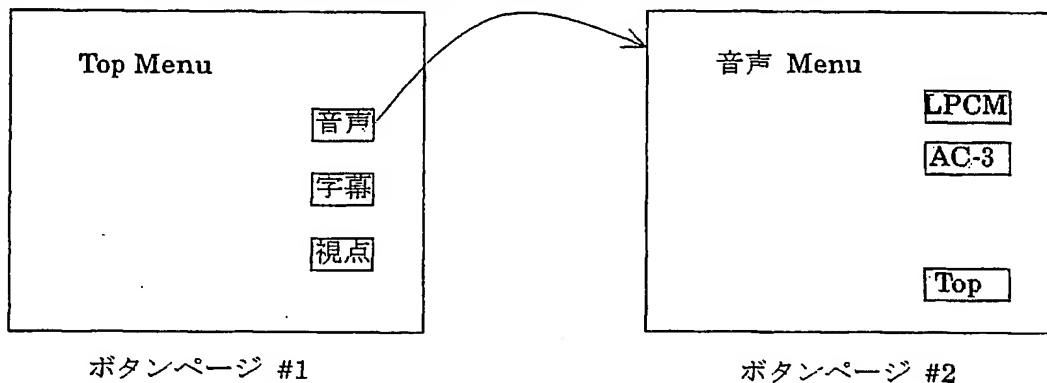 Top Menu
音声
字幕
視点
ボタンページ #1
音声 Menu
LPCM
AC-3
Top
ボタンページ #2